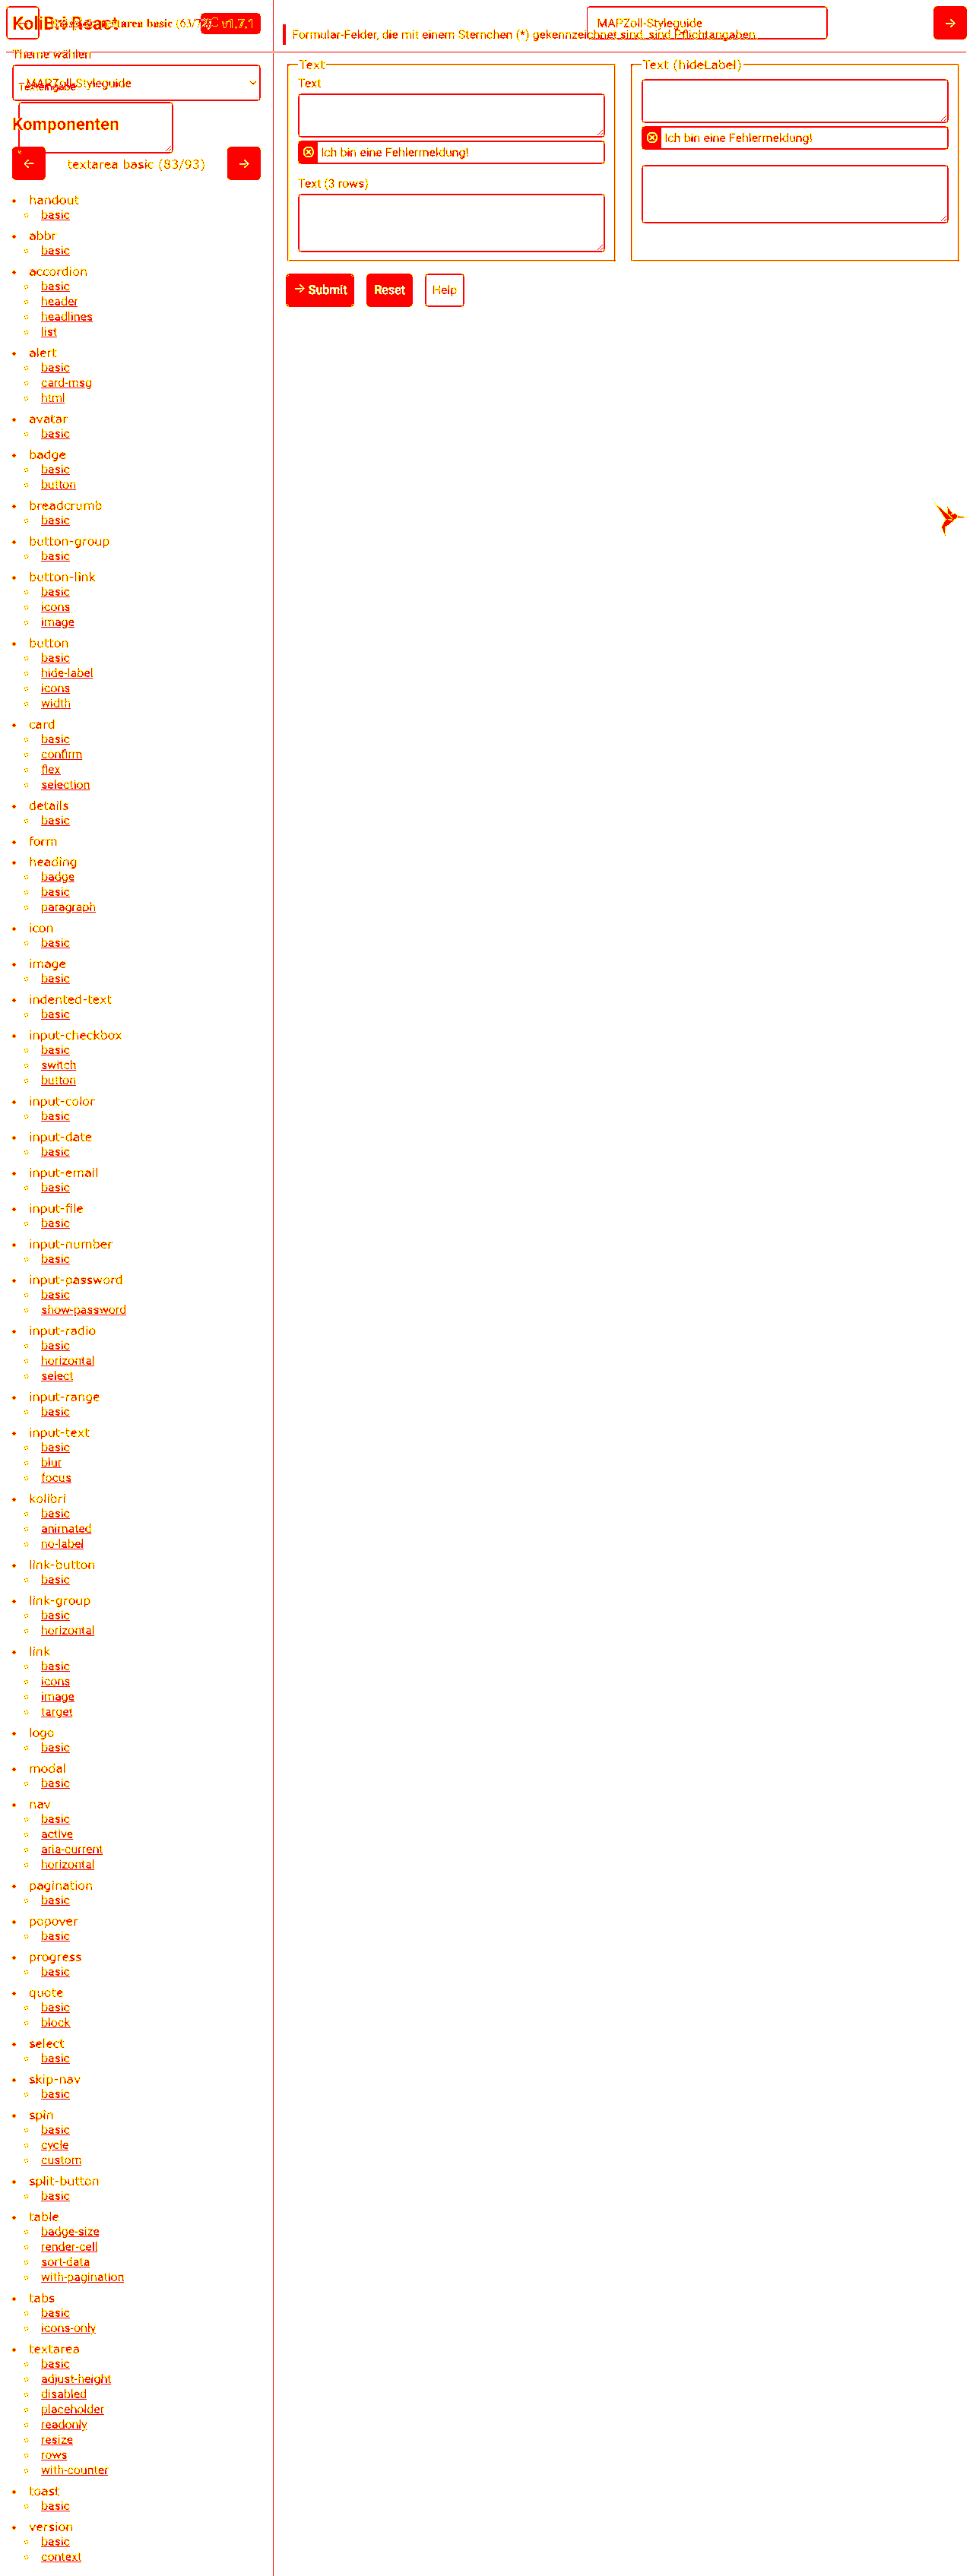 KoliBri React v1.7.1
textarea basic (63/72)
MAPZoll-Styleguide
Formular-Felder, die mit einem Sternchen (*) gekennzeichnet sind, sind Pflichtangaben.
Theme wählen
MAPZoll-Styleguide
Texteingabe
Komponenten
textarea basic (83/93)
Text
Text
Ich bin eine Fehlermeldung!
Text (3 rows)
Text (hideLabel)
Ich bin eine Fehlermeldung!
Submit Reset Help
handout
basic
abbr
basic
accordion
basic
header
headlines
list
alert
basic
card-msg
html
avatar
basic
badge
basic
button
breadcrumb
basic
button-group
basic
button-link
basic
icons
image
button
basic
hide-label
icons
width
card
basic
confirm
flex
selection
details
basic
form
heading
badge
basic
paragraph
icon
basic
image
basic
indented-text
basic
input-checkbox
basic
switch
button
input-color
basic
input-date
basic
input-email
basic
input-file
basic
input-number
basic
input-password
basic
show-password
input-radio
basic
horizontal
select
input-range
basic
input-text
basic
blur
focus
kolibri
basic
animated
no-label
link-button
basic
link-group
basic
horizontal
link
basic
icons
image
target
logo
basic
modal
basic
nav
basic
active
aria-current
horizontal
pagination
basic
popover
basic
progress
basic
quote
basic
block
select
basic
skip-nav
basic
spin
basic
cycle
custom
split-button
basic
table
badge-size
render-cell
sort-data
with-pagination
tabs
basic
icons-only
textarea
basic
adjust-height
disabled
placeholder
readonly
resize
rows
with-counter
toast
basic
version
basic
context